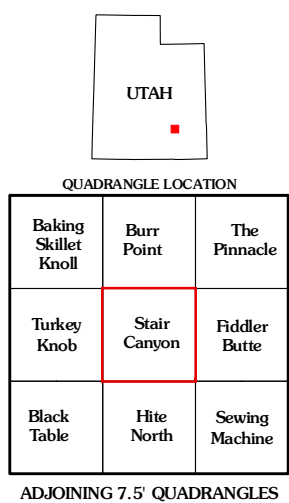 UTAH
QUADRANGLE LOCATION
Baking
Skillet
Knoll
Burr
Point
The
Pinnacle
Turkey
Knob
Stair
Canyon
Fiddler
Butte
Black
Table
Hite
North
Sewing
Machine
ADJOINING 7.5' QUADRANGLES